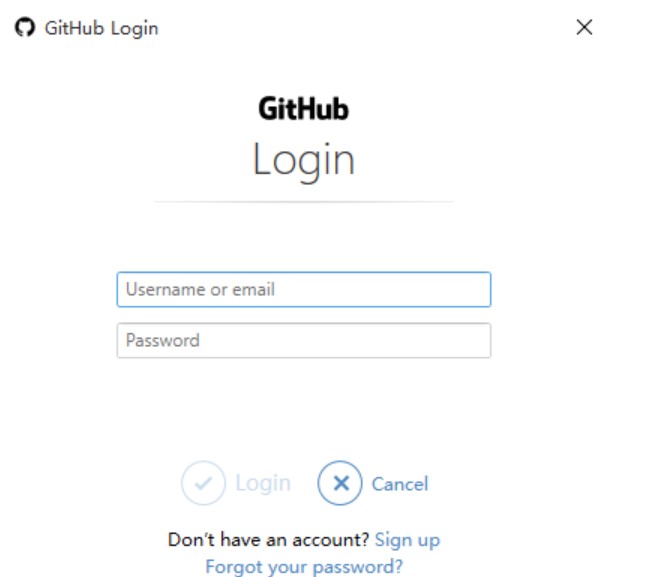 GitHub Login
GitHub
Login
Username or email
Password
Login Cancel
Don't have an account? Sign up
Forgot your password?